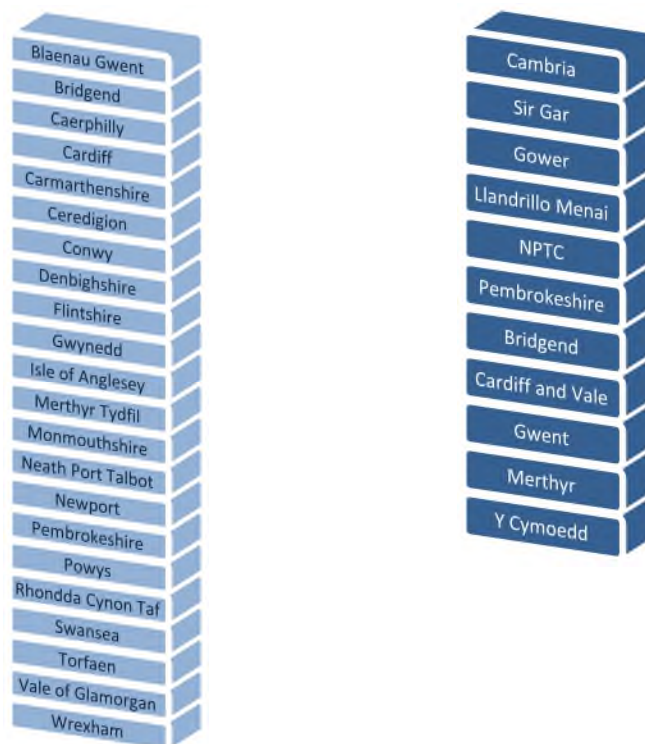 Blaenau Gwent
Bridgend
Caerphilly
Cardiff
Carmarthenshire
Ceredigion
Conwy
Denbighshire
Flintshire
Gwynedd
Isle of Anglesey
Merthyr Tydfil
Monmouthshire
Neath Port Talbot
Newport
Pembrokeshire
Powys
Rhondda Cynon Taf
Swansea
Torfaen
Vale of Glamorgan
Wrexham
Cambria
Sir Gar
Gower
Llandrillo Menai
NPTC
Pembrokeshire
Bridgend
Cardiff and Vale
Gwent
Merthyr
Y Cymoedd